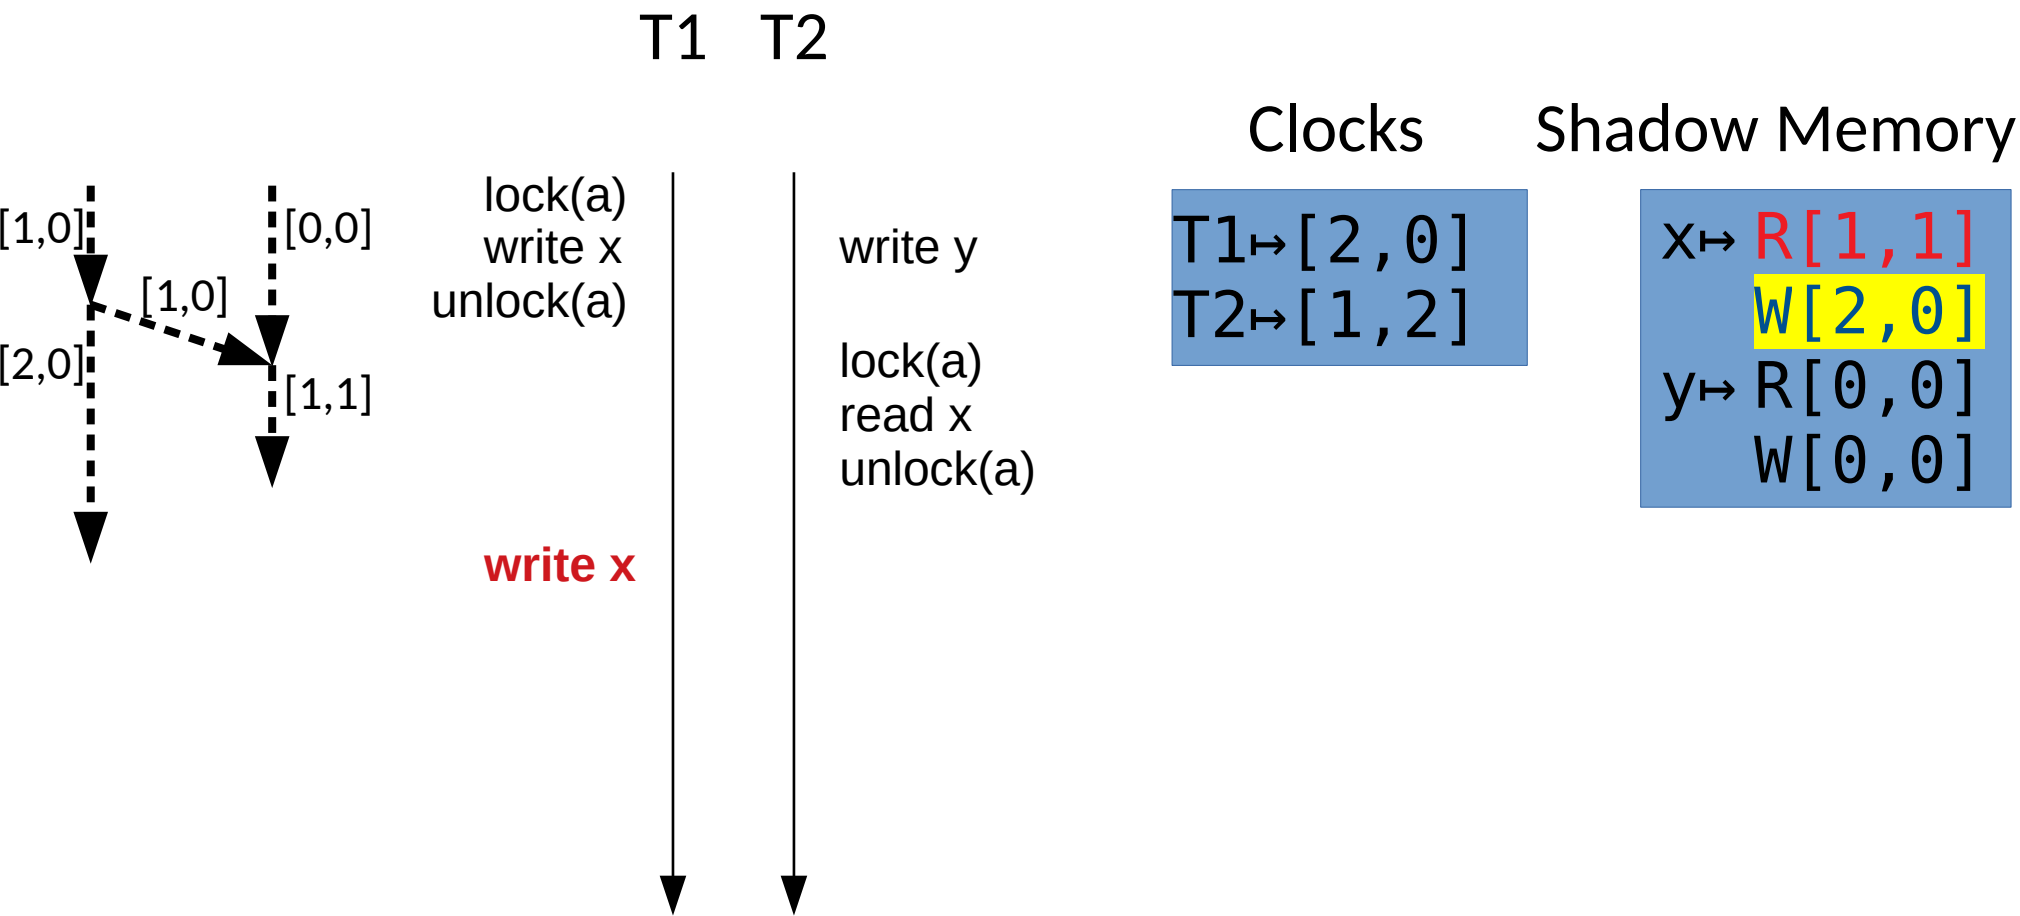 T1 T2
Clocks Shadow Memory
[1,0] [0,0]
[1,0]
[2,0]
[1,1]
lock(a)
write x
unlock(a)
write x
write y
lock(a)
read x
unlock(a)
T1↦[2,0]
T2↦[1,2]
x↦ R[1,1]
W[2,0]
y↦ R[0,0]
W[0,0]